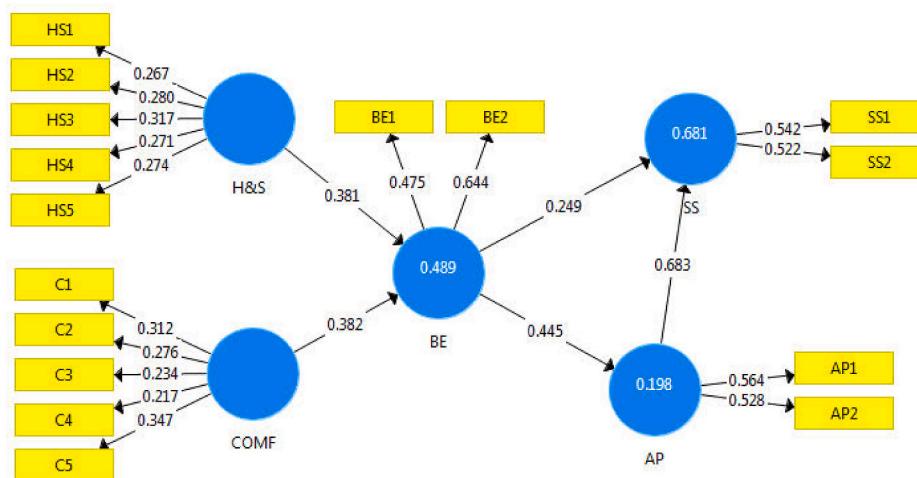 HS1
HS2
HS3
HS4
HS5
0.267
0.280
0.317
0.271
0.274
H&S
0.381
BE1
BE2
0.475
0.644
0.489
BE
C1
C2
C3
C4
C5
0.312
0.276
0.234
0.217
0.347
COMF
0.382
0.249
0.445
0.681
SS
0.542
0.522
SS1
SS2
0.683
0.198
AP
0.564
0.528
AP1
AP2